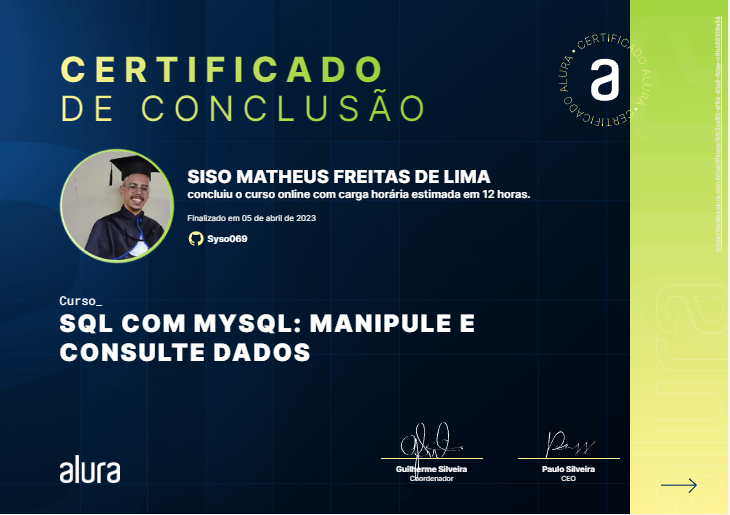 CERTIFICADO
DE CONCLUSÃO
CERTIFICADO ALURA • CERTIFICADO ALURA •
a
SISO MATHEUS FREITAS DE LIMA
concluiu o curso online com carga horária estimada em 12 horas.
Finalizado em 05 de abril de 2023
Syso069
Curso_
SQL COM MYSQL: MANIPULE E
CONSULTE DADOS
alura
Guilherme Silveira
Coordenador
Paulo Silveira
CEO
alura